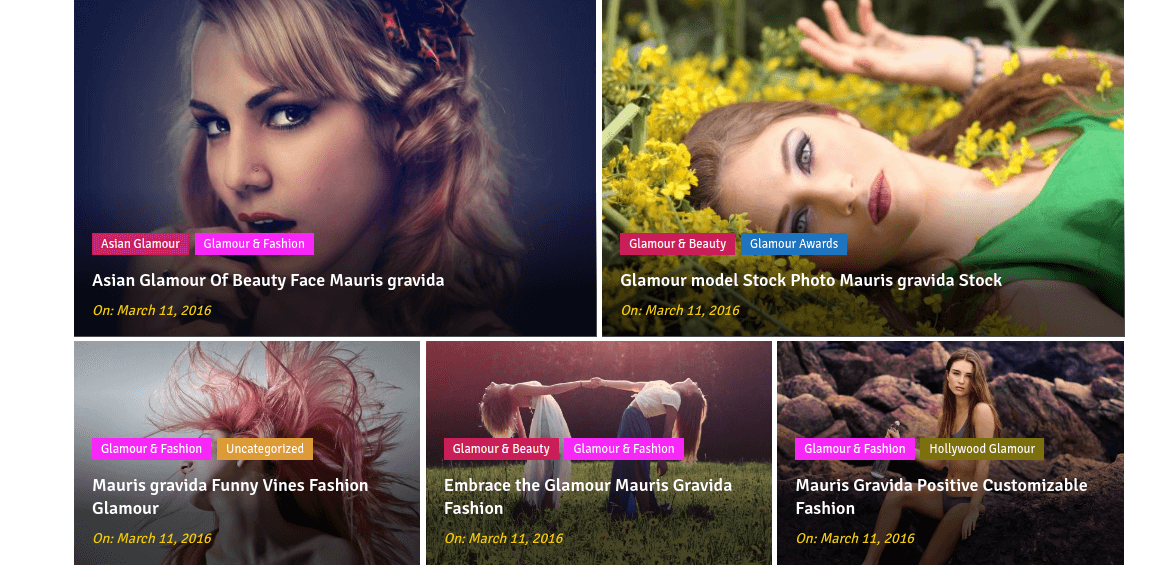 Asian Glamour Glamour & Fashion
Asian Glamour Of Beauty Face Mauris gravida
On: March 11, 2016
Glamour & Beauty Glamour Awards
Glamour model Stock Photo Mauris gravida Stock
On: March 11, 2016
Glamour & Fashion Uncategorized
Mauris gravida Funny Vines Fashion
Glamour
On: March 11, 2016
Glamour & Beauty Glamour & Fashion
Embrace the Glamour Mauris Gravida
Fashion
On: March 11, 2016
Glamour & Fashion Hollywood Glamour
Mauris Gravida Positive Customizable
Fashion
On: March 11, 2016